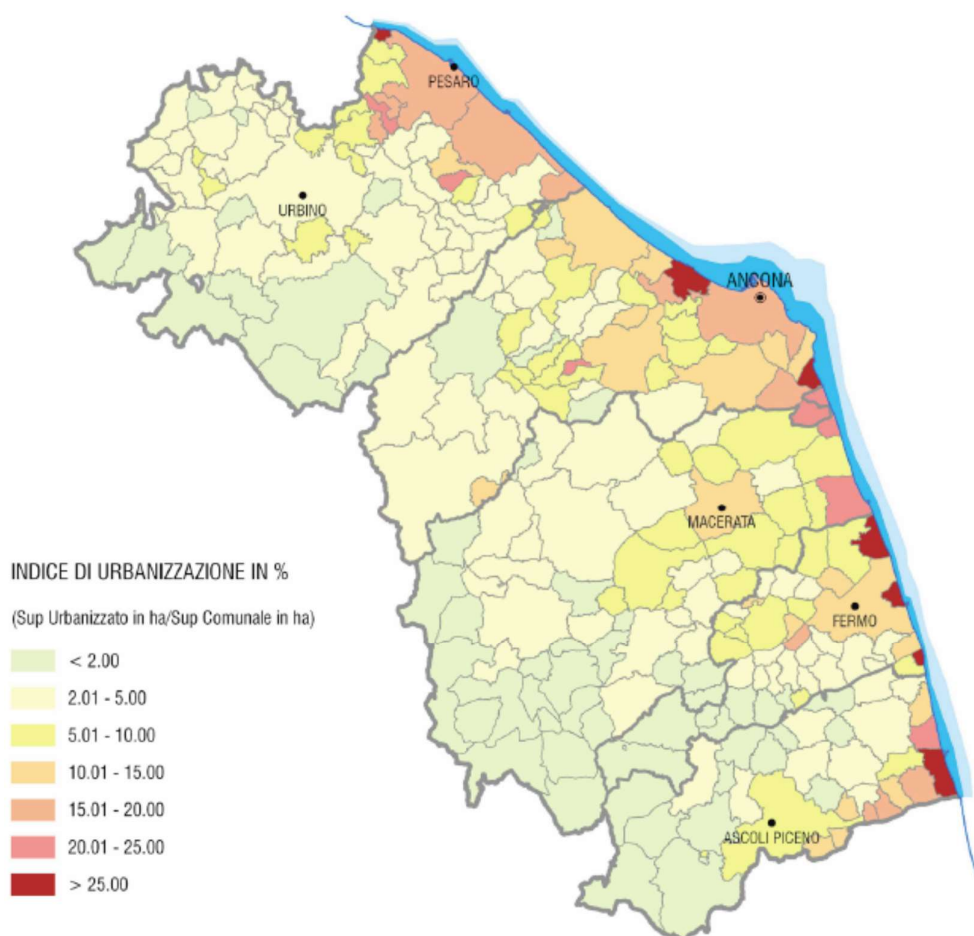 PESARO
URBINO
ANCONA
MACERATA
FERMO
ASCOLI PICENO
INDICE DI URBANIZZAZIONE IN %
(Sup Urbanizzato in ha/Sup Comunale in ha)
< 2.00
2.01 - 5.00
5.01 - 10.00
10.01 - 15.00
15.01 - 20.00
20.01 - 25.00
> 25.00